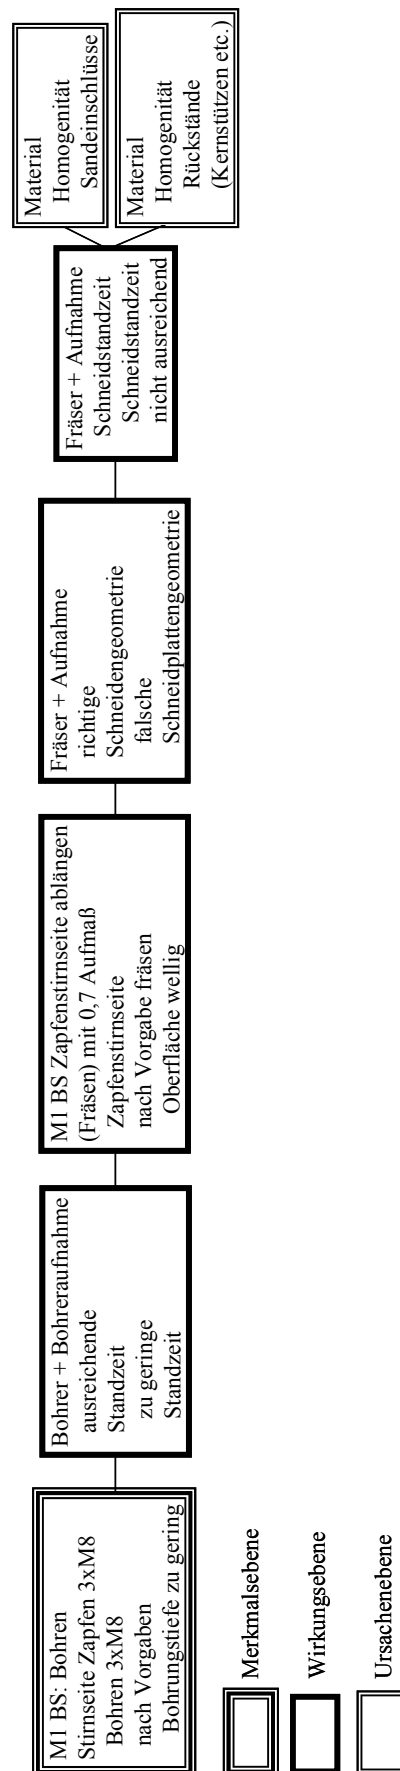 M1 BS: Bohren
Stirnseite Zapfen 3xM8
Bohren 3xM8
nach Vorgaben
Bohrungstiefe zu gering
Bohrer + Bohreraufnahme
ausreichende
Standzeit
zu geringe
Standzeit
M1 BS Zapfenstirnseite ablängen
(Fräsen) mit 0,7 Aufmaß
Zapfenstirnseite
nach Vorgabe fräsen
Oberfläche wellig
Fräser + Aufnahme
richtige
Schneidengeometrie
falsche
Schneidplattengeometrie
Fräser + Aufnahme
Schneidstandzeit
Schneidstandzeit
nicht ausreichend
Material
Homogenität
Sandeinschlüsse
Material
Homogenität
Rückstände
(Kernstützen etc.)
Merkmalsebene
Wirkungsebene
Ursachenebene